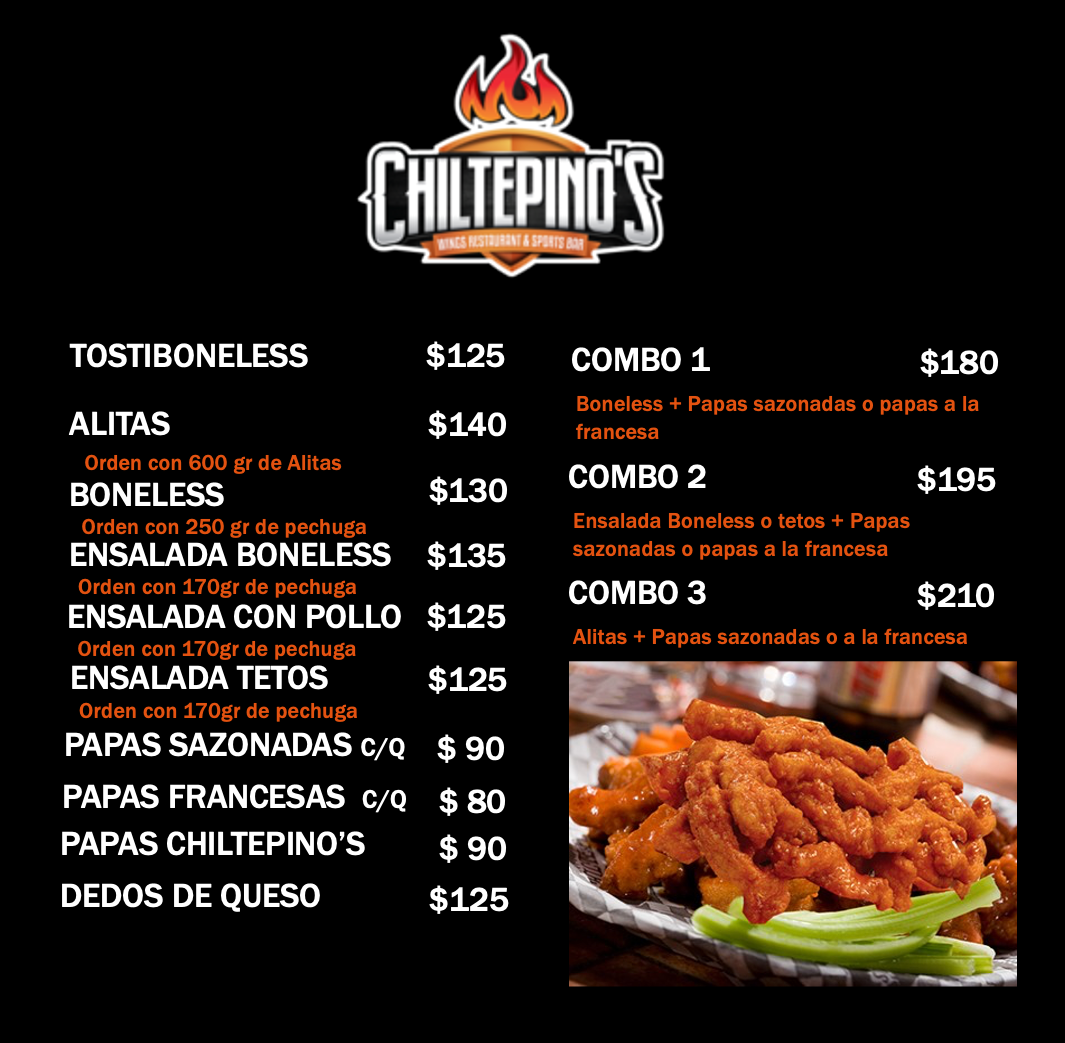 CHILTEPINO'S
WINGS RESTAURANT & SPORTS BAR
TOSTIBONELESS $125
ALITAS $140
Orden con 600 gr de Alitas
BONELESS $130
Orden con 250 gr de pechuga
ENSALADA BONELESS $135
Orden con 170gr de pechuga
ENSALADA CON POLLO $125
Orden con 170gr de pechuga
ENSALADA TETOS $125
Orden con 170gr de pechuga
PAPAS SAZONADAS C/Q $ 90
PAPAS FRANCESAS C/Q $ 80
PAPAS CHILTEPINO’S $ 90
DEDOS DE QUESO $125
COMBO 1 $180
Boneless + Papas sazonadas o papas a la
francesa
COMBO 2 $195
Ensalada Boneless o tetos + Papas
sazonadas o papas a la francesa
COMBO 3 $210
Alitas + Papas sazonadas o a la francesa